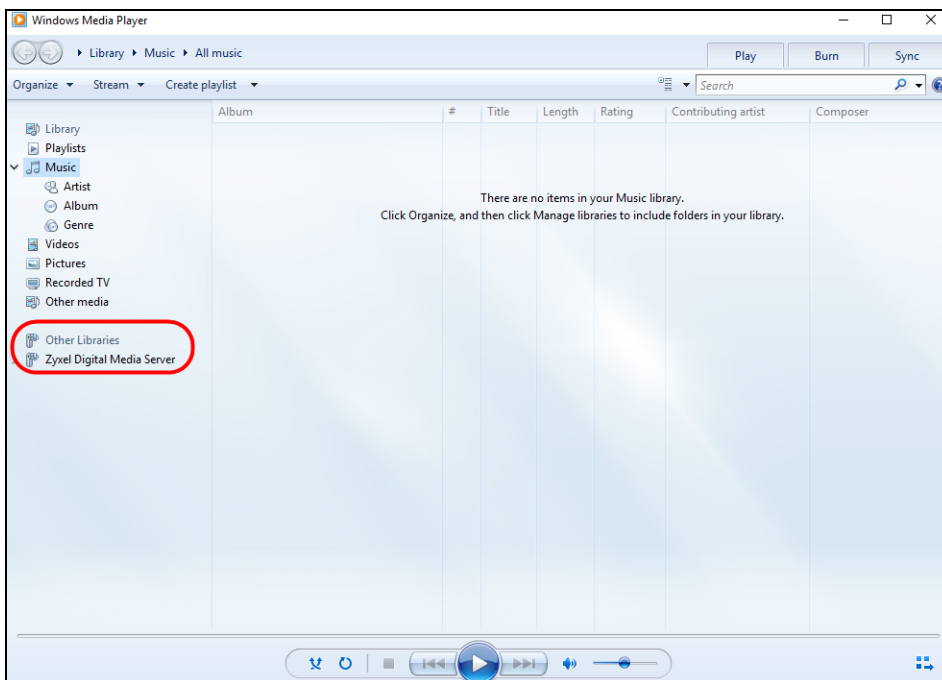 Windows Media Player
Library Music All music
Play Burn Sync
Organize Stream Create playlist Search
Album # Title Length Rating Contributing artist Composer
Library
Playlists
Music
Artist
There are no items in your Music library.
Album
Click Organize, and then click Manage libraries to include folders in your library.
Genre
Videos
Pictures
Recorded TV
Other media
Other Libraries
Zyxel Digital Media Server